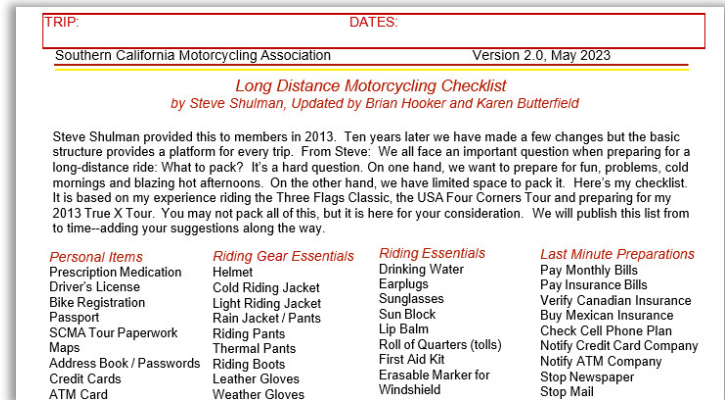 TRIP: DATES:
Southern California Motorcycling Association Version 2.0, May 2023
Long Distance Motorcycling Checklist
by Steve Shulman, Updated by Brian Hooker and Karen Butterfield
Steve Shulman provided this to members in 2013. Ten years later we have made a few changes but the basic
structure provides a platform for every trip. From Steve: We all face an important question when preparing for a
long-distance ride: What to pack? It's a hard question. On one hand, we want to prepare for fun, problems, cold
mornings and blazing hot afternoons. On the other hand, we have limited space to pack it. Here's my checklist.
It is based on my experience riding the Three Flags Classic, the USA Four Corners Tour and preparing for my
2013 True X Tour. You may not pack all of this, but it is here for your consideration. We will publish this list from
to time--adding your suggestions along the way.
Personal Items
Prescription Medication
Driver's License
Bike Registration
Passport
SCMA Tour Paperwork
Maps
Address Book / Passwords
Credit Cards
ATM Card
Riding Gear Essentials
Helmet
Cold Riding Jacket
Light Riding Jacket
Rain Jacket / Pants
Riding Pants
Thermal Pants
Riding Boots
Leather Gloves
Weather Gloves
Riding Essentials
Drinking Water
Earplugs
Sunglasses
Sun Block
Lip Balm
Roll of Quarters (tolls)
First Aid Kit
Erasable Marker for
Windshield
Last Minute Preparations
Pay Monthly Bills
Pay Insurance Bills
Verify Canadian Insurance
Buy Mexican Insurance
Check Cell Phone Plan
Notify Credit Card Company
Notify ATM Company
Stop Newspaper
Stop Mail